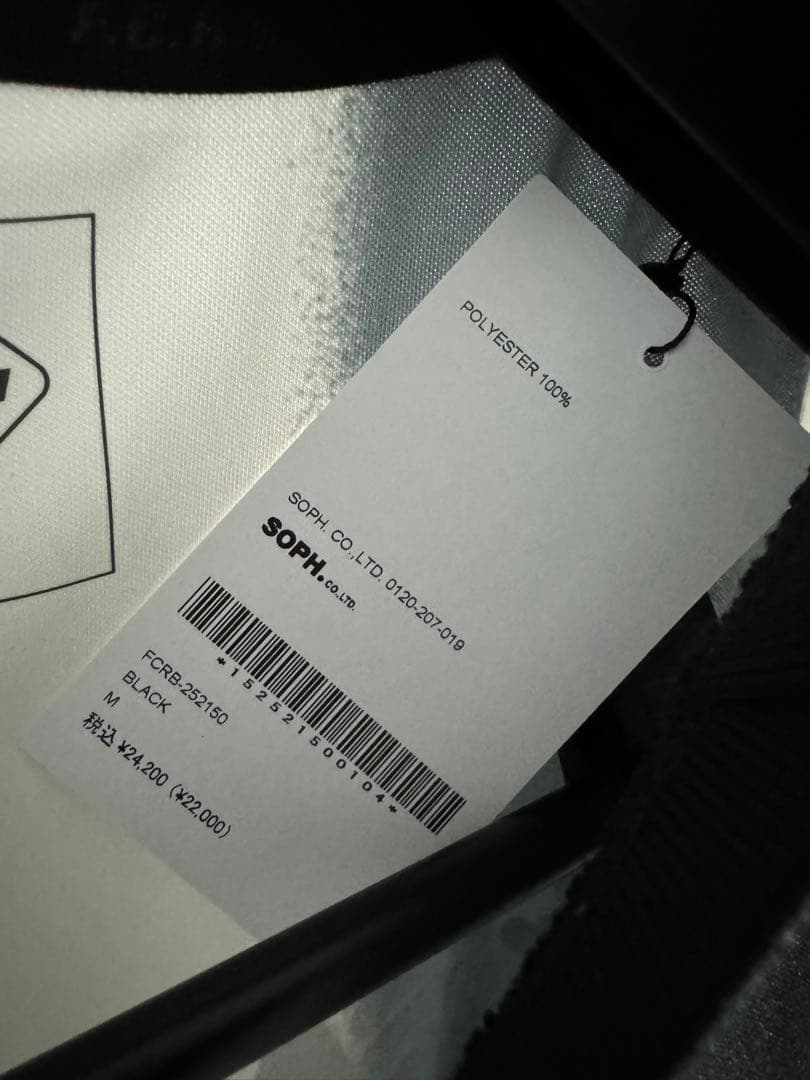 POLYESTER 100%
SOPH. CO.,LTD. 0120-207-019
SOPH.CO.,LTD.
*152521500104*
FCRB-252150
BLACK
M
税込 ¥24,200 (¥22,000)